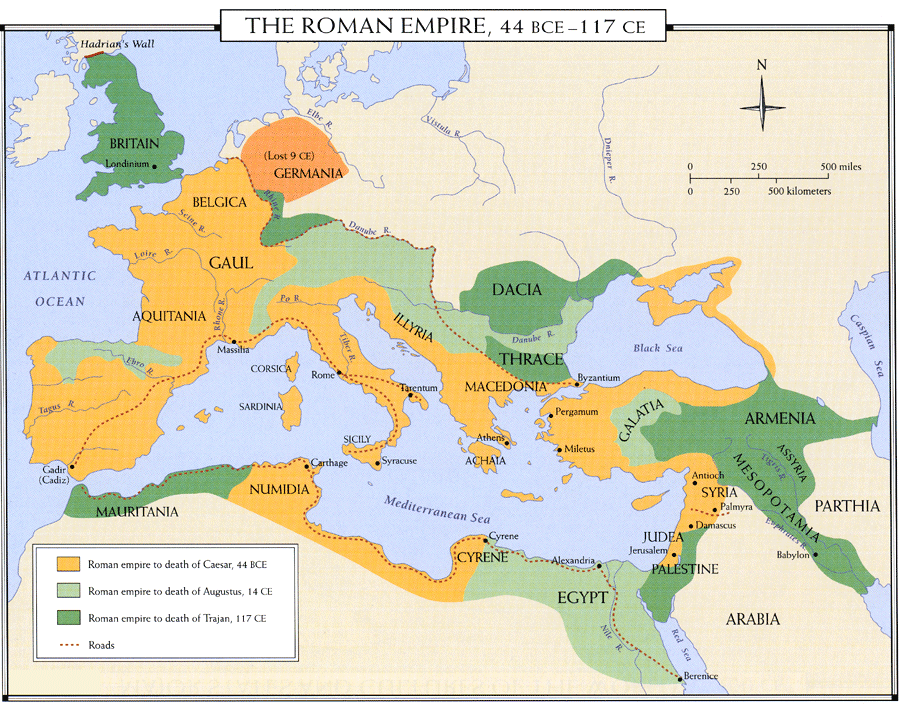 THE ROMAN EMPIRE, 44 BCE–117 CE
Hadrian's Wall
N
BRITAIN
Londinium
Elbe R.
Vistula R.
Dnieper R.
(Lost 9 CE)
GERMANIA
0 250 500 miles
0 250 500 kilometers
BELGICA
Rhine R.
Seine R.
Danube R.
Loire R.
GAUL
ATLANTIC
OCEAN
DACIA
Po R.
Rhone R.
AQUITANIA
ILLYRIA
Caspian Sea
Danube R.
Massilia
Tiber R.
Black Sea
Ebro R.
THRACE
CORSICA
Rome
MACEDONIA
Byzantium
Tarentum
SARDINIA
Tagus R.
Pergamum
GALATIA
ARMENIA
SICILY
Athens
Miletus
ACHAIA
Syracuse
Gadir
(Cadiz)
Carthage
ASSYRIA
Tigris R.
MESOPOTAMIA
Antioch
NUMIDIA
SYRIA
Palmyra
PARTHIA
MAURITANIA
Mediterranean Sea
Damascus
Euphrates R.
Cyrene
JUDEA
Jerusalem
Babylon
CYRENE
Alexandria
PALESTINE
EGYPT
ARABIA
Nile R.
Red Sea
Berenice
Roman empire to death of Caesar, 44 BCE
Roman empire to death of Augustus, 14 CE
Roman empire to death of Trajan, 117 CE
Roads